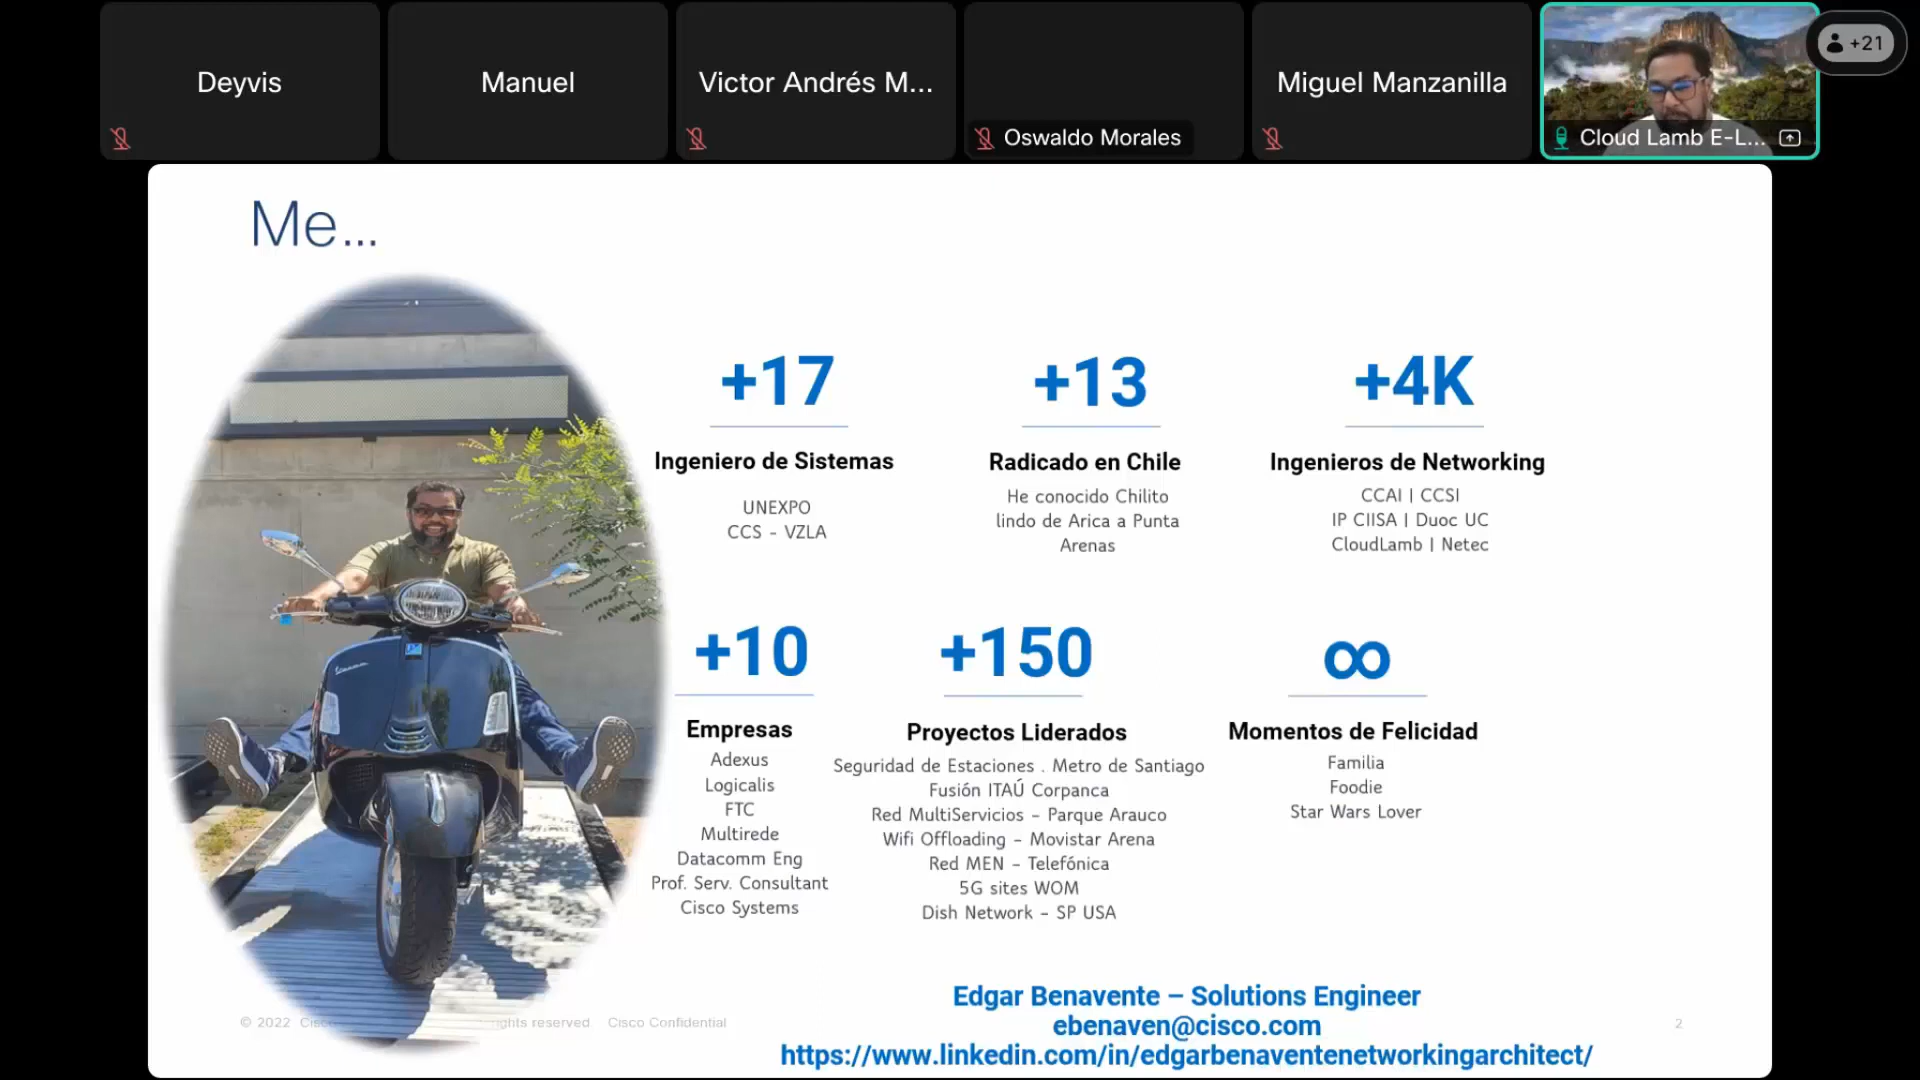 Deyvis
Manuel
Victor Andrés M...
Oswaldo Morales
Miguel Manzanilla
Cloud Lamb E-L...
+21
Me...
+17
Ingeniero de Sistemas
UNEXPO
CCS - VZLA
+13
Radicado en Chile
He conocido Chilito
lindo de Arica a Punta
Arenas
+4K
Ingenieros de Networking
CCAI | CCSI
IP CIISA | Duoc UC
CloudLamb | Netec
+10
Empresas
Adexus
Logicalis
FTC
Multirede
Datacomm Eng
Prof. Serv. Consultant
Cisco Systems
+150
Proyectos Liderados
Seguridad de Estaciones . Metro de Santiago
Fusión ITAÚ Corpanca
Red MultiServicios - Parque Arauco
Wifi Offloading - Movistar Arena
Red MEN - Telefónica
5G sites WOM
Dish Network - SP USA
∞
Momentos de Felicidad
Familia
Foodie
Star Wars Lover
Edgar Benavente – Solutions Engineer
ebenaven@cisco.com
https://www.linkedin.com/in/edgarbenaventenetworkingarchitect/
© 2022 reserved Cisco Confidential
2